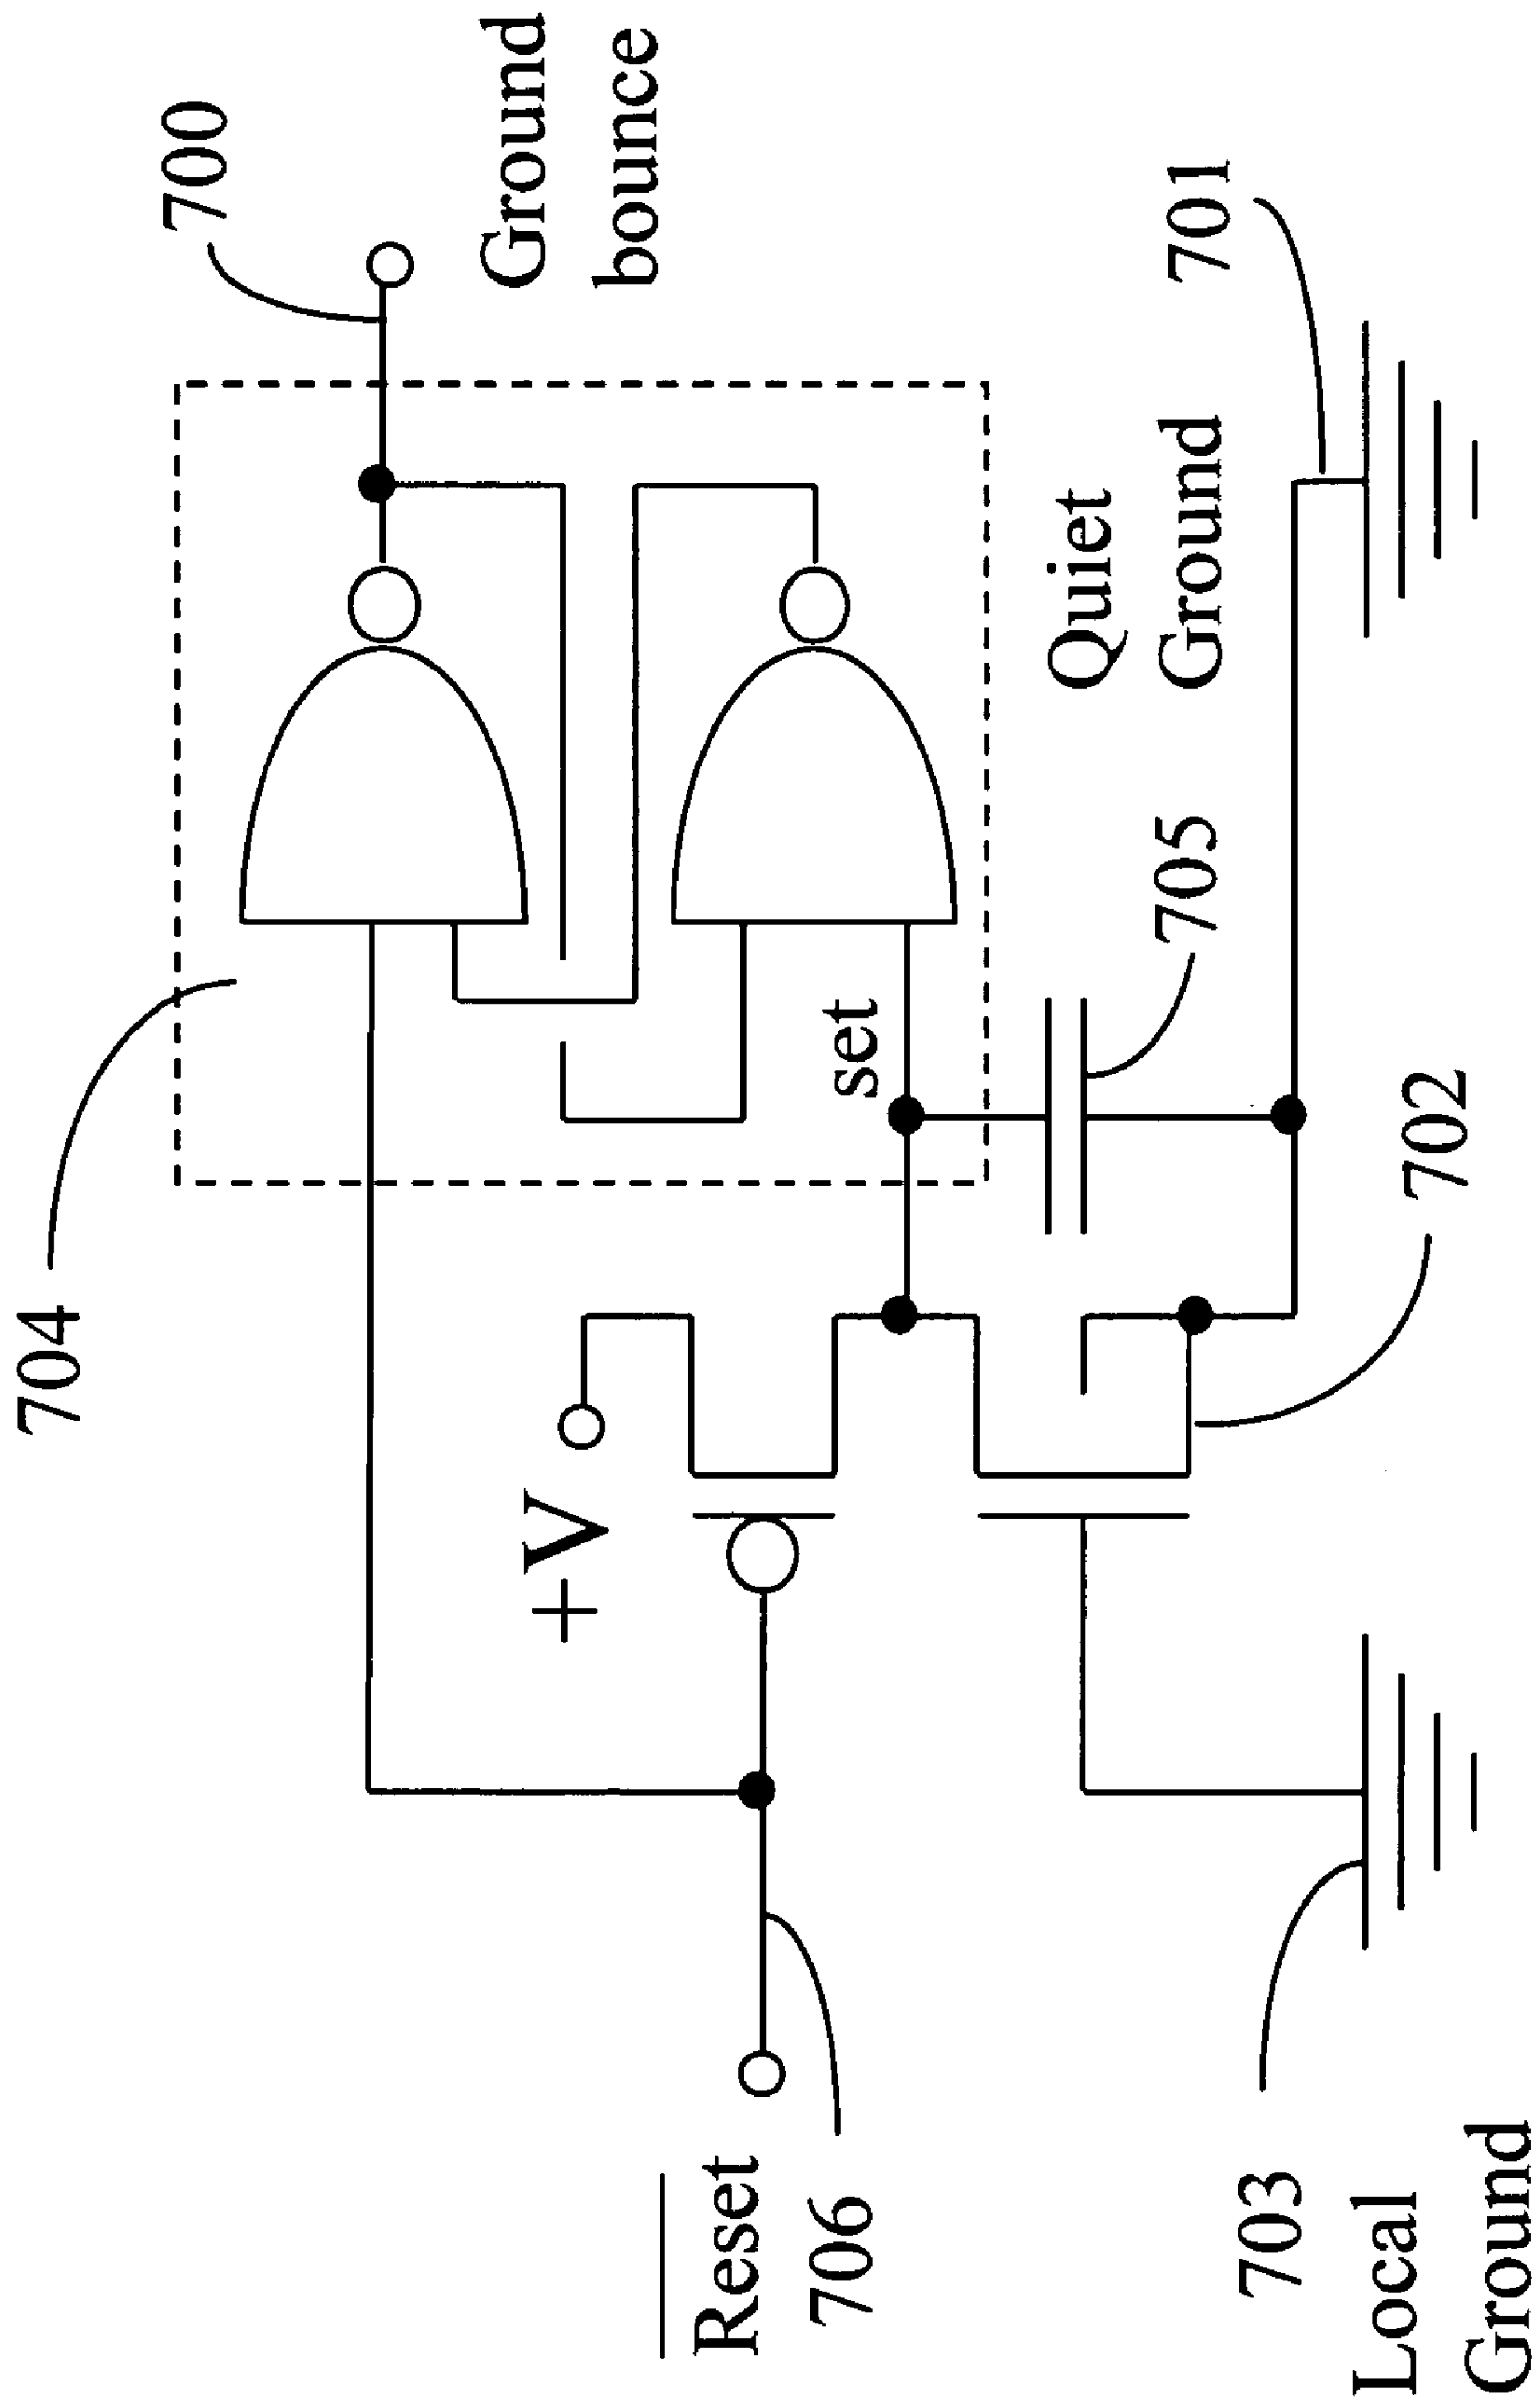 704
700
Ground
bounce
+V
set
Reset
706
705
Quiet
Ground
701
702
703
Local
Ground